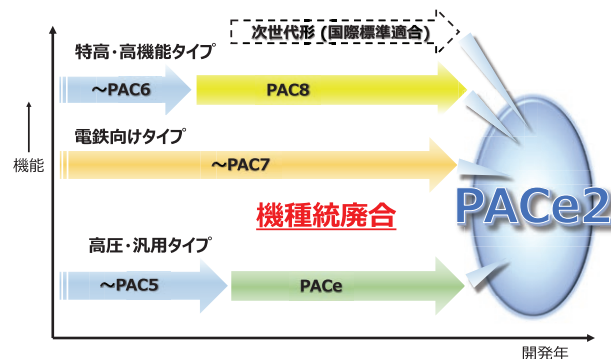 次世代形 (国際標準適合)
特高・高機能タイプ
～PAC6
PAC8
電鉄向けタイプ
～PAC7
機能
機種統廃合
PACe2
高圧・汎用タイプ
～PAC5
PACe
開発年